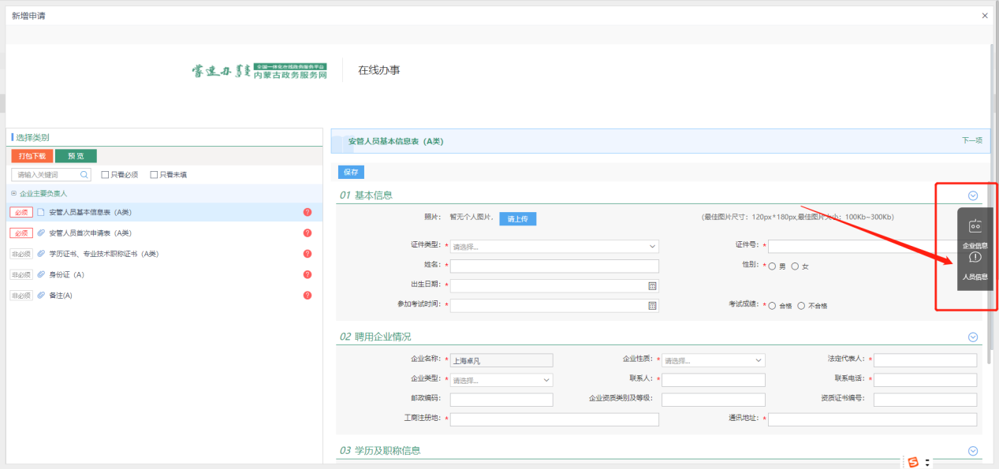 新增申请
全国一体化在线政务服务平台
内蒙古政务服务网
在线办事
选择类别
打包下载 预 览
请输入关键词 只看必须 只看未填
企业主要负责人
必须 安管人员基本信息表（A类）
必须 安管人员首次申请表（A类）
非必须 学历证书、专业技术职称证书（A类）
非必须 身份证（A）
非必须 备注(A)
安管人员基本信息表（A类） 下一项
保存
01 基本信息
照片： 暂无个人图片。 请上传 (最佳图片尺寸：120px*180px,最佳图片大小：100Kb~300Kb)
证件类型： * 请选择... 证件号： *
姓名： * 性别： * 男 女
出生日期： *
参加考试时间： * 考试成绩： * 合格 不合格
企业信息
人员信息
02 聘用企业情况
企业名称： * 上海卓凡 企业性质： * 请选择... 法定代表人： *
企业类型： * 请选择... 联系人： * 联系电话： *
邮政编码： 企业资质类别及等级： 资质证书编号：
工商注册地： * 通讯地址： *
03 学历及职称信息